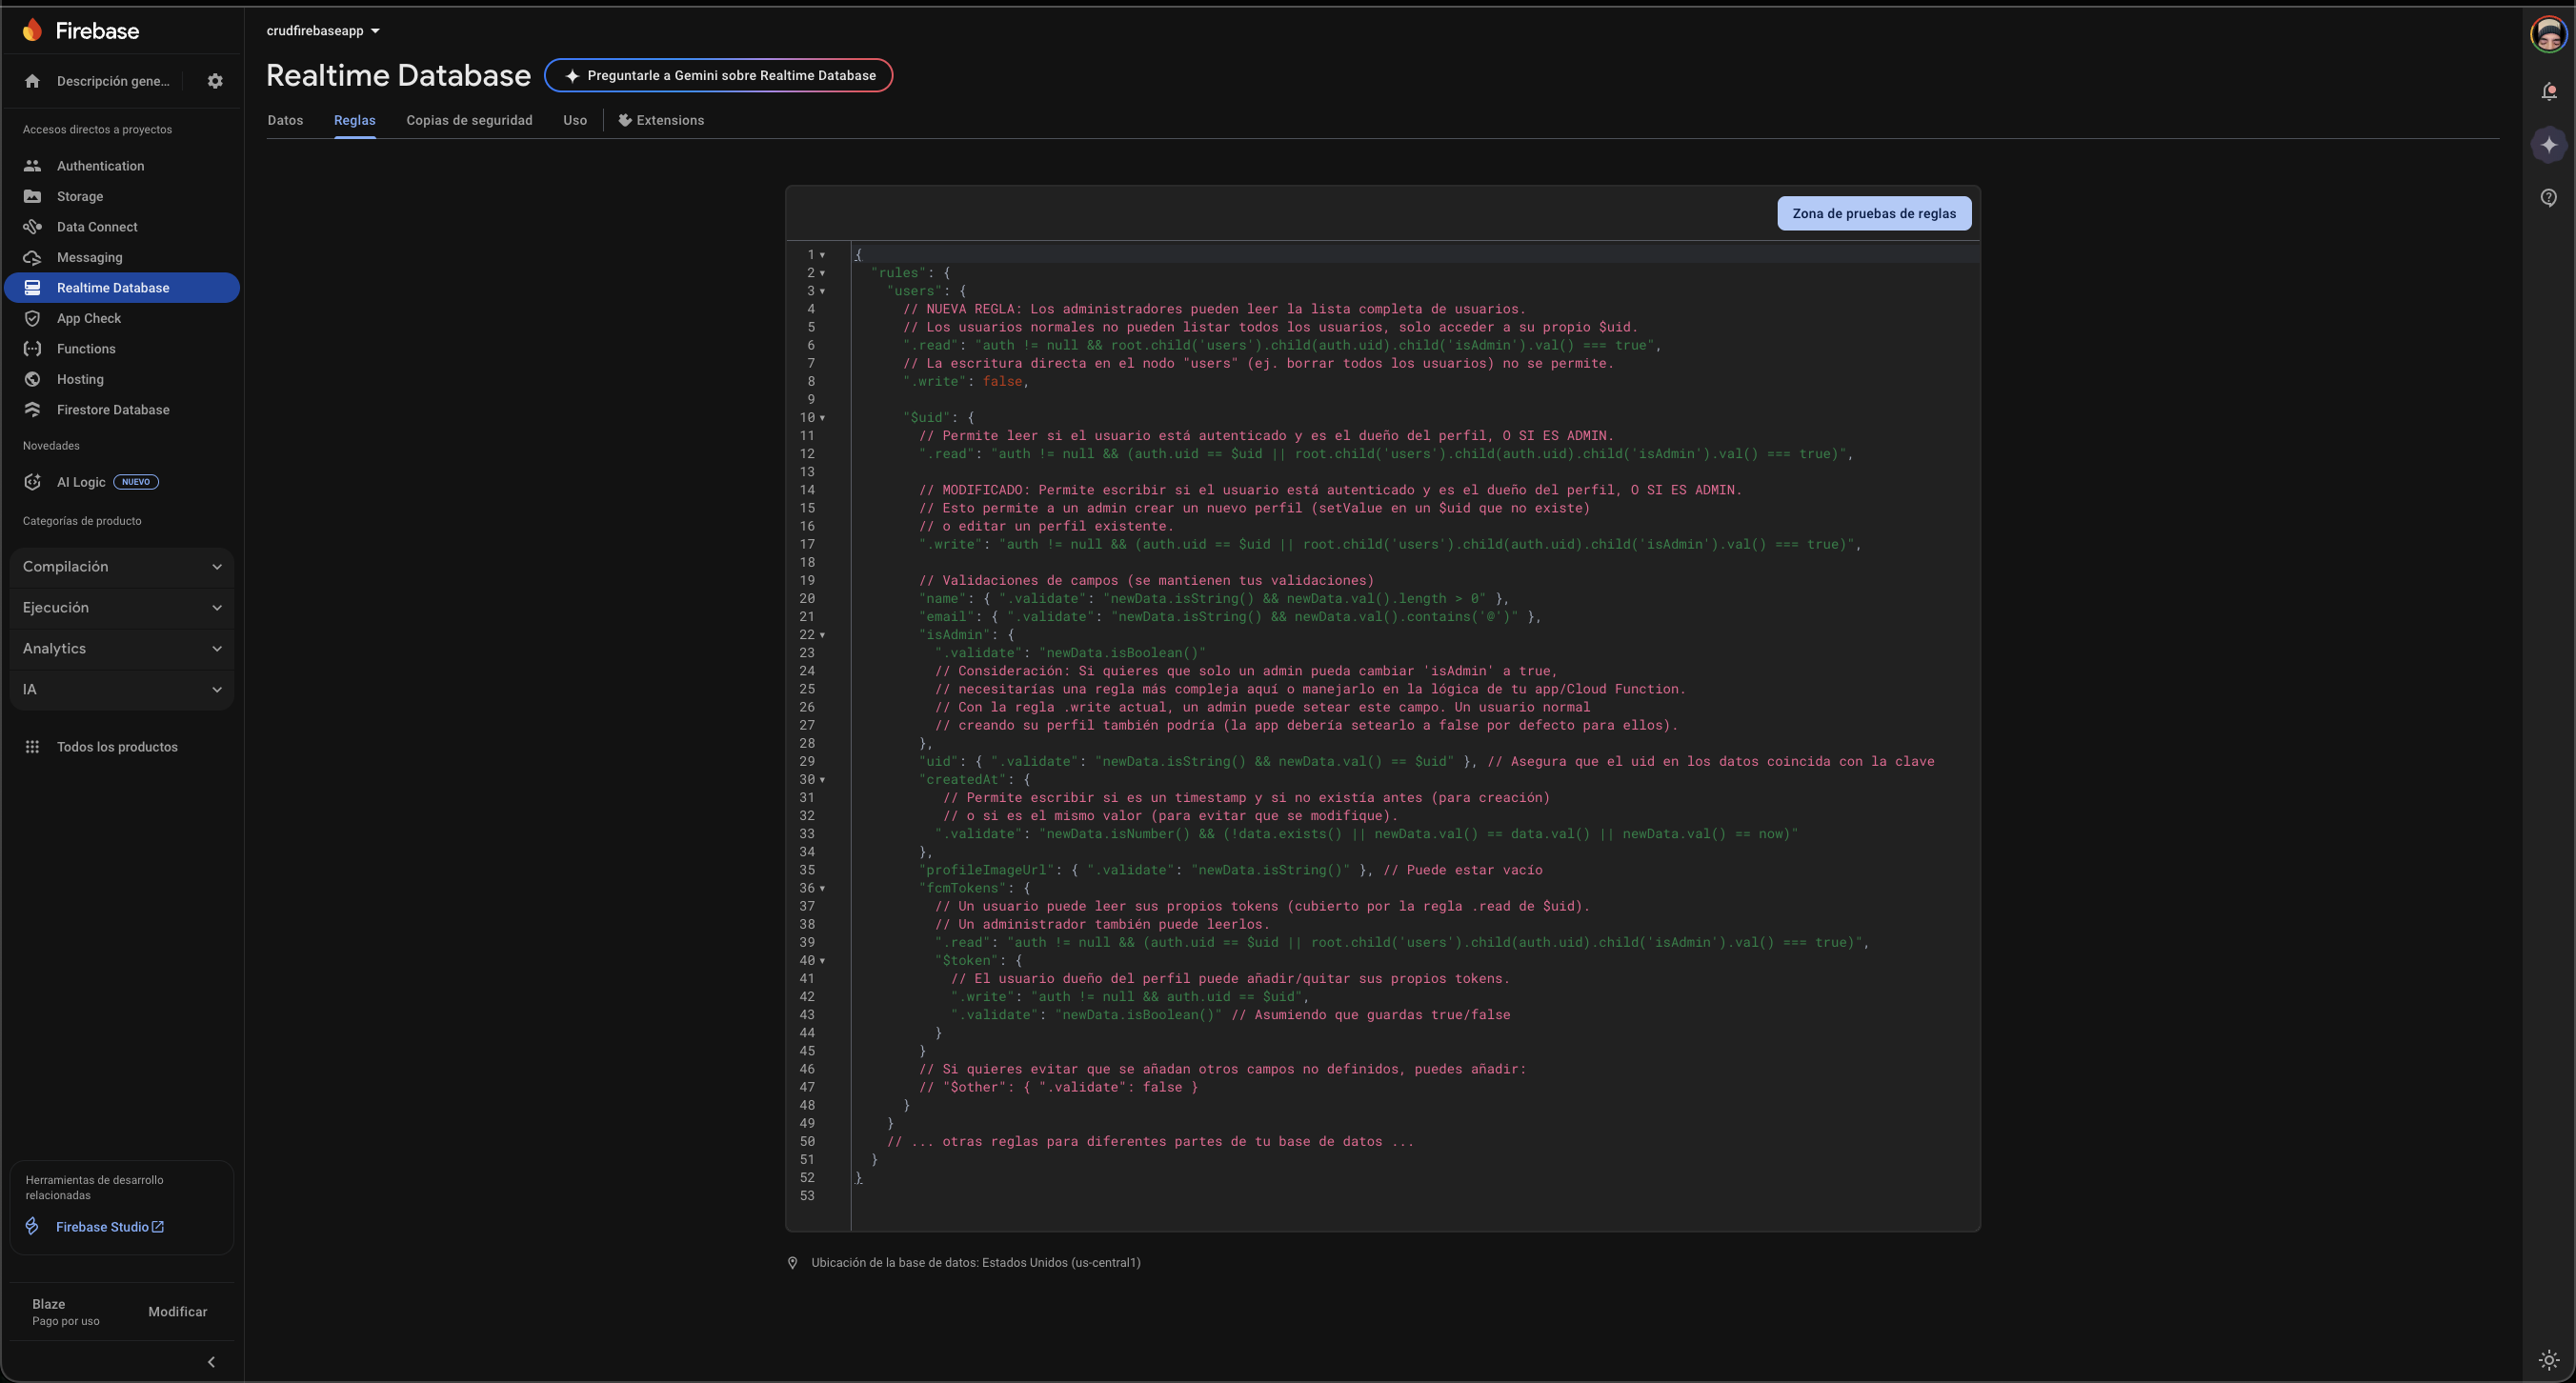 Firebase
crudfirebaseapp
Descripción gene...
Realtime Database
Preguntarle a Gemini sobre Realtime Database
Datos
Reglas
Copias de seguridad
Uso
Extensions
Accesos directos a proyectos
Authentication
Storage
Data Connect
Messaging
Realtime Database
App Check
Functions
Hosting
Firestore Database
Novedades
AI Logic NUEVO
Categorías de producto
Compilación
Ejecución
Analytics
IA
Todos los productos
Herramientas de desarrollo
relacionadas
Firebase Studio
Blaze
Pago por uso
Modificar
Zona de pruebas de reglas
1 {
2 "rules": {
3 "users": {
4 // NUEVA REGLA: Los administradores pueden leer la lista completa de usuarios.
5 // Los usuarios normales no pueden listar todos los usuarios, solo acceder a su propio $uid.
6 ".read": "auth != null && root.child('users').child(auth.uid).child('isAdmin').val() === true",
7 // La escritura directa en el nodo "users" (ej. borrar todos los usuarios) no se permite.
8 ".write": false,
9
10 "$uid": {
11 // Permite leer si el usuario está autenticado y es el dueño del perfil, O SI ES ADMIN.
12 ".read": "auth != null && (auth.uid == $uid || root.child('users').child(auth.uid).child('isAdmin').val() === true)",
13
14 // MODIFICADO: Permite escribir si el usuario está autenticado y es el dueño del perfil, O SI ES ADMIN.
15 // Esto permite a un admin crear un nuevo perfil (setValue en un $uid que no existe)
16 // o editar un perfil existente.
17 ".write": "auth != null && (auth.uid == $uid || root.child('users').child(auth.uid).child('isAdmin').val() === true)",
18
19 // Validaciones de campos (se mantienen tus validaciones)
20 "name": { ".validate": "newData.isString() && newData.val().length > 0" },
21 "email": { ".validate": "newData.isString() && newData.val().contains('@')" },
22 "isAdmin": {
23 ".validate": "newData.isBoolean()"
24 // Consideración: Si quieres que solo un admin pueda cambiar 'isAdmin' a true,
25 // necesitarías una regla más compleja aquí o manejarlo en la lógica de tu app/Cloud Function.
26 // Con la regla .write actual, un admin puede setear este campo. Un usuario normal
27 // creando su perfil también podría (la app debería setearlo a false por defecto para ellos).
28 },
29 "uid": { ".validate": "newData.isString() && newData.val() == $uid" }, // Asegura que el uid en los datos coincida con la clave
30 "createdAt": {
31 // Permite escribir si es un timestamp y si no existía antes (para creación)
32 // o si es el mismo valor (para evitar que se modifique).
33 ".validate": "newData.isNumber() && (!data.exists() || newData.val() == data.val() || newData.val() == now)"
34 },
35 "profileImageUrl": { ".validate": "newData.isString()" }, // Puede estar vacío
36 "fcmTokens": {
37 // Un usuario puede leer sus propios tokens (cubierto por la regla .read de $uid).
38 // Un administrador también puede leerlos.
39 ".read": "auth != null && (auth.uid == $uid || root.child('users').child(auth.uid).child('isAdmin').val() === true)",
40 "$token": {
41 // El usuario dueño del perfil puede añadir/quitar sus propios tokens.
42 ".write": "auth != null && auth.uid == $uid",
43 ".validate": "newData.isBoolean()" // Asumiendo que guardas true/false
44 }
45 }
46 // Si quieres evitar que se añadan otros campos no definidos, puedes añadir:
47 // "$other": { ".validate": false }
48 }
49 }
50 // ... otras reglas para diferentes partes de tu base de datos ...
51 }
52 }
53
Ubicación de la base de datos: Estados Unidos (us-central1)